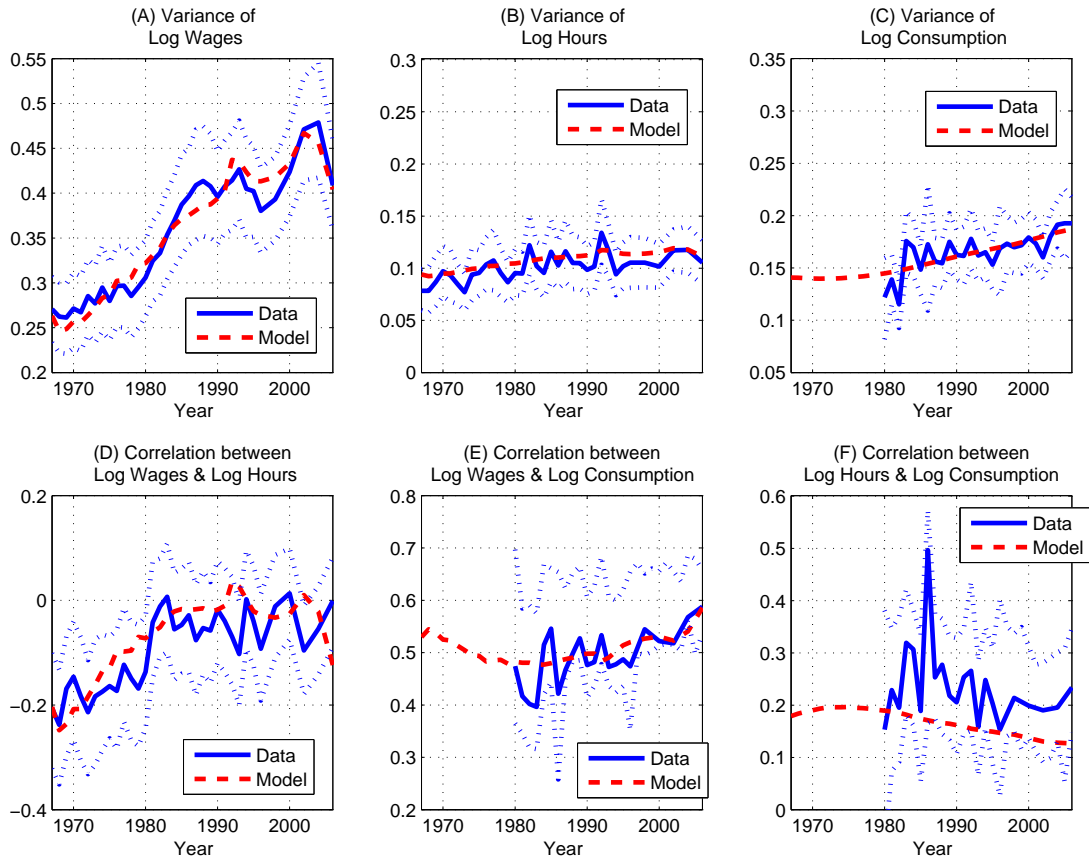 (A) Variance of
Log Wages
0.55
0.5
0.45
0.4
0.35
0.3
0.25
0.2
1970
1980
1990
2000
Year
Data
Model
(B) Variance of
Log Hours
0.3
0.25
0.2
0.15
0.1
0.05
0
1970
1980
1990
2000
Year
Data
Model
(C) Variance of
Log Consumption
0.35
0.3
0.25
0.2
0.15
0.1
0.05
1970
1980
1990
2000
Year
Data
Model
(D) Correlation between
Log Wages & Log Hours
0.2
0
−0.2
−0.4
1970
1980
1990
2000
Year
Data
Model
(E) Correlation between
Log Wages & Log Consumption
0.8
0.7
0.6
0.5
0.4
0.3
0.2
1970
1980
1990
2000
Year
Data
Model
(F) Correlation between
Log Hours & Log Consumption
0.6
0.5
0.4
0.3
0.2
0.1
0
1970
1980
1990
2000
Year
Data
Model